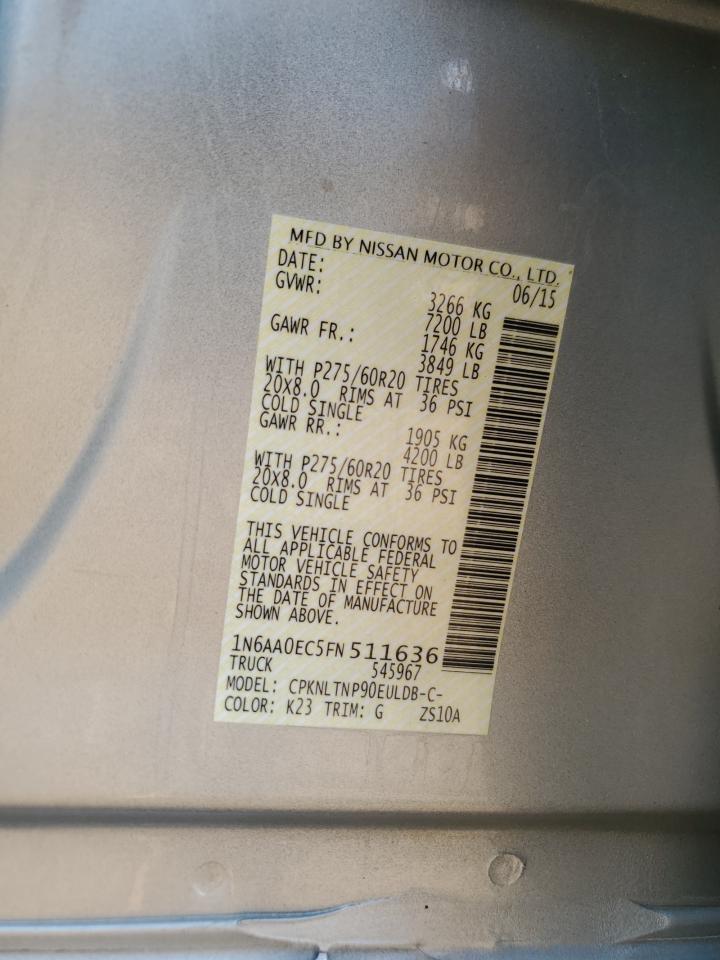 MFD BY NISSAN MOTOR CO., LTD.
DATE: 06/15
GVWR: 3266 KG
7200 LB
GAWR FR.: 1746 KG
3849 LB
WITH P275/60R20 TIRES
20X8.0 RIMS AT 36 PSI
COLD SINGLE
GAWR RR.: 1905 KG
4200 LB
WITH P275/60R20 TIRES
20X8.0 RIMS AT 36 PSI
COLD SINGLE
THIS VEHICLE CONFORMS TO
ALL APPLICABLE FEDERAL
MOTOR VEHICLE SAFETY
STANDARDS IN EFFECT ON
THE DATE OF MANUFACTURE
SHOWN ABOVE.
1N6AA0EC5FN511636
TRUCK 545967
MODEL: CPKNLTNP90EULDB-C-
COLOR: K23 TRIM: G ZS10A